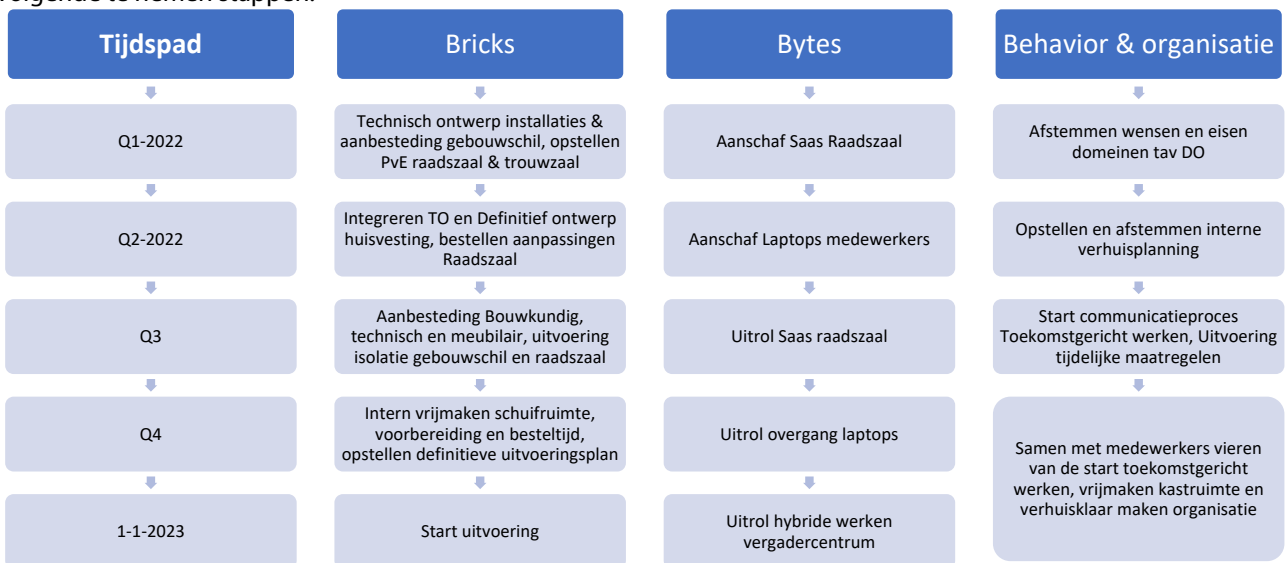 volgende te nemen stappen:
Tijdspad
Bricks
Bytes
Behavior & organisatie
Q1-2022
Technisch ontwerp installaties &
aanbesteding gebouwschil, opstellen
PvE raadszaal & trouwzaal
Aanschaf Saas Raadszaal
Afstemmen wensen en eisen
domeinen tav DO
Q2-2022
Integreren TO en Definitief ontwerp
huisvesting, bestellen aanpassingen
Raadszaal
Aanschaf Laptops medewerkers
Opstellen en afstemmen interne
verhuisplanning
Q3
Aanbesteding Bouwkundig,
technisch en meubilair, uitvoering
isolatie gebouwschil en raadszaal
Uitrol Saas raadszaal
Start communicatieproces
Toekomstgericht werken, Uitvoering
tijdelijke maatregelen
Q4
Intern vrijmaken schuifruimte,
voorbereiding en besteltijd,
opstellen definitieve uitvoeringsplan
Uitrol overgang laptops
Samen met medewerkers vieren
van de start toekomstgericht
werken, vrijmaken kastruimte en
verhuisklaar maken organisatie
1-1-2023
Start uitvoering
Uitrol hybride werken
vergadercentrum